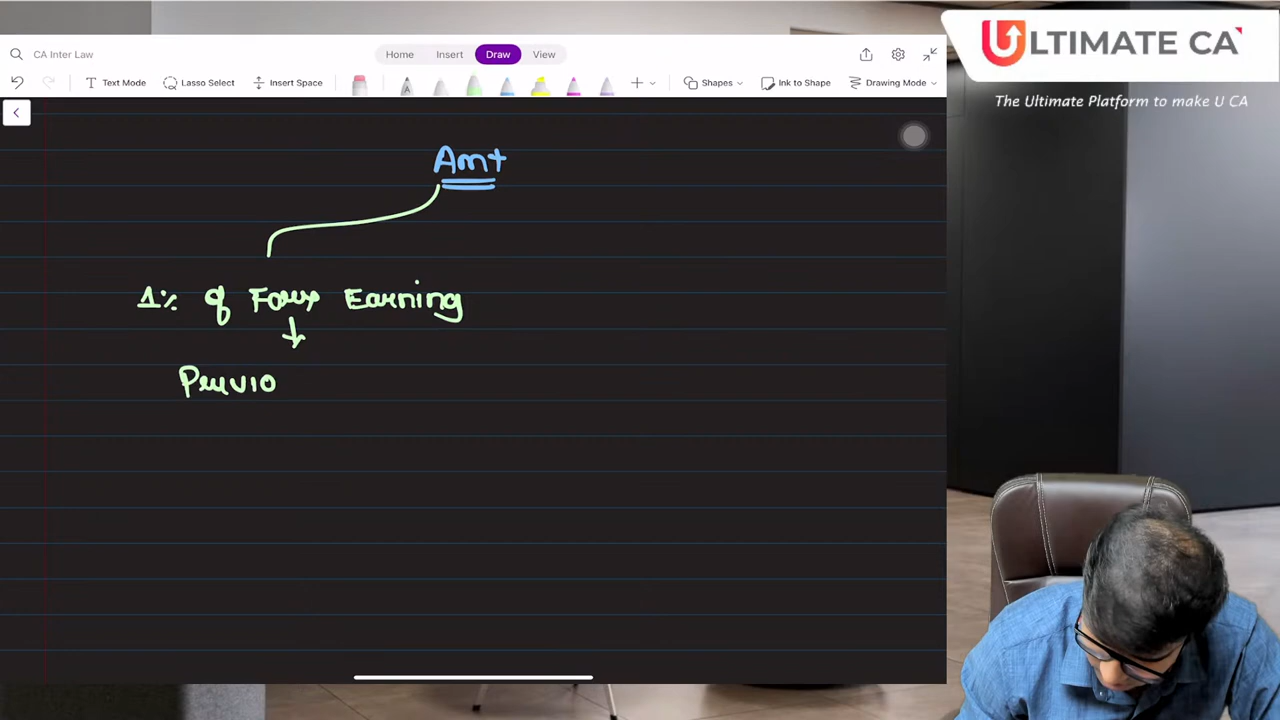 ULTIMATE CA
The Ultimate Platform to make U CA
CA Inter Law
Home Insert Draw View
Text Mode Lasso Select Insert Space Shapes Ink to Shape Drawing Mode
Amt
1% of Forex Earning
Previo